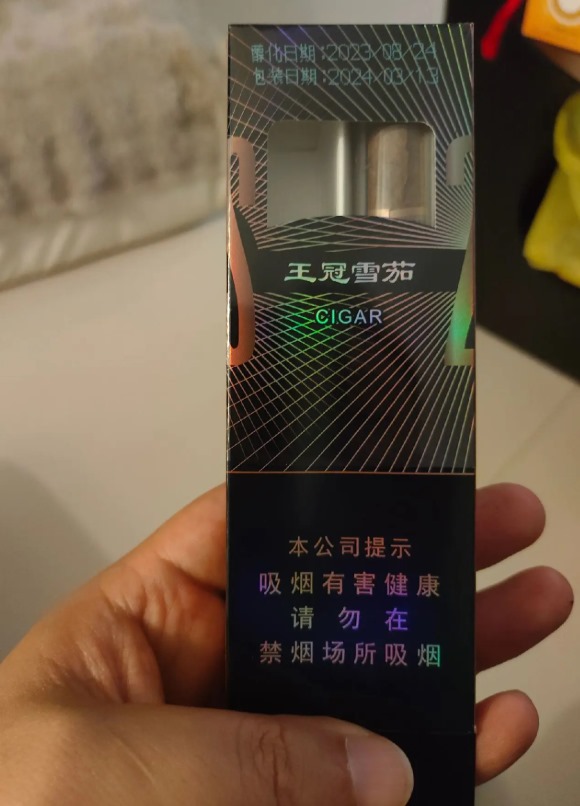 孵化日期:2023/08/24
包装日期:2024/03/13
王冠雪茄
CIGAR
本公司提示
吸烟有害健康
请勿在
禁烟场所吸烟